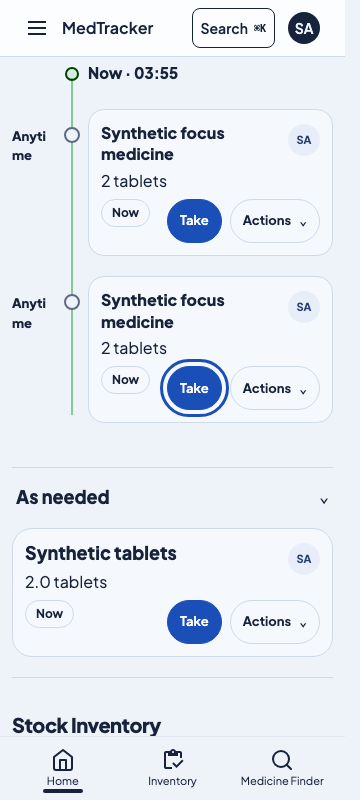 MedTracker
Search ⌘K
SA
Now · 03:55
Anyti
me
Synthetic focus
medicine
SA
2 tablets
Now
Take
Actions
Anyti
me
Synthetic focus
medicine
SA
2 tablets
Now
Take
Actions
As needed
Synthetic tablets
SA
2.0 tablets
Now
Take
Actions
Stock Inventory
Home
Inventory
Medicine Finder